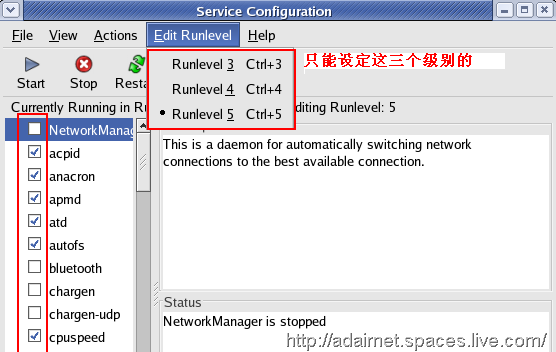 Service Configuration
File View Actions Edit Runlevel Help
Runlevel 3 Ctrl+3
Runlevel 4 Ctrl+4
Runlevel 5 Ctrl+5
只能设定这三个级别的
Start Stop Resta
Currently Running in Ru diting Runlevel: 5
NetworkManag
acpid
anacron
apmd
atd
autofs
bluetooth
chargen
chargen-udp
cpuspeed
This is a daemon for automatically switching network
connections to the best available connection.
Status
NetworkManager is stopped
http://adairnet.spaces.live.com/